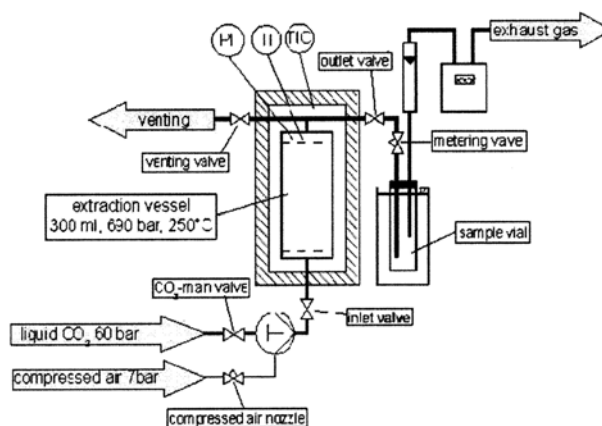 PI TI TIC
exhaust gas
outlet valve
venting
venting valve
metering vave
extraction vessel
300 ml, 690 bar, 250°C
sample vial
CO₂-man valve
liquid CO₂ 60 bar
inlet valve
compressed air 7bar
compressed air nozzle